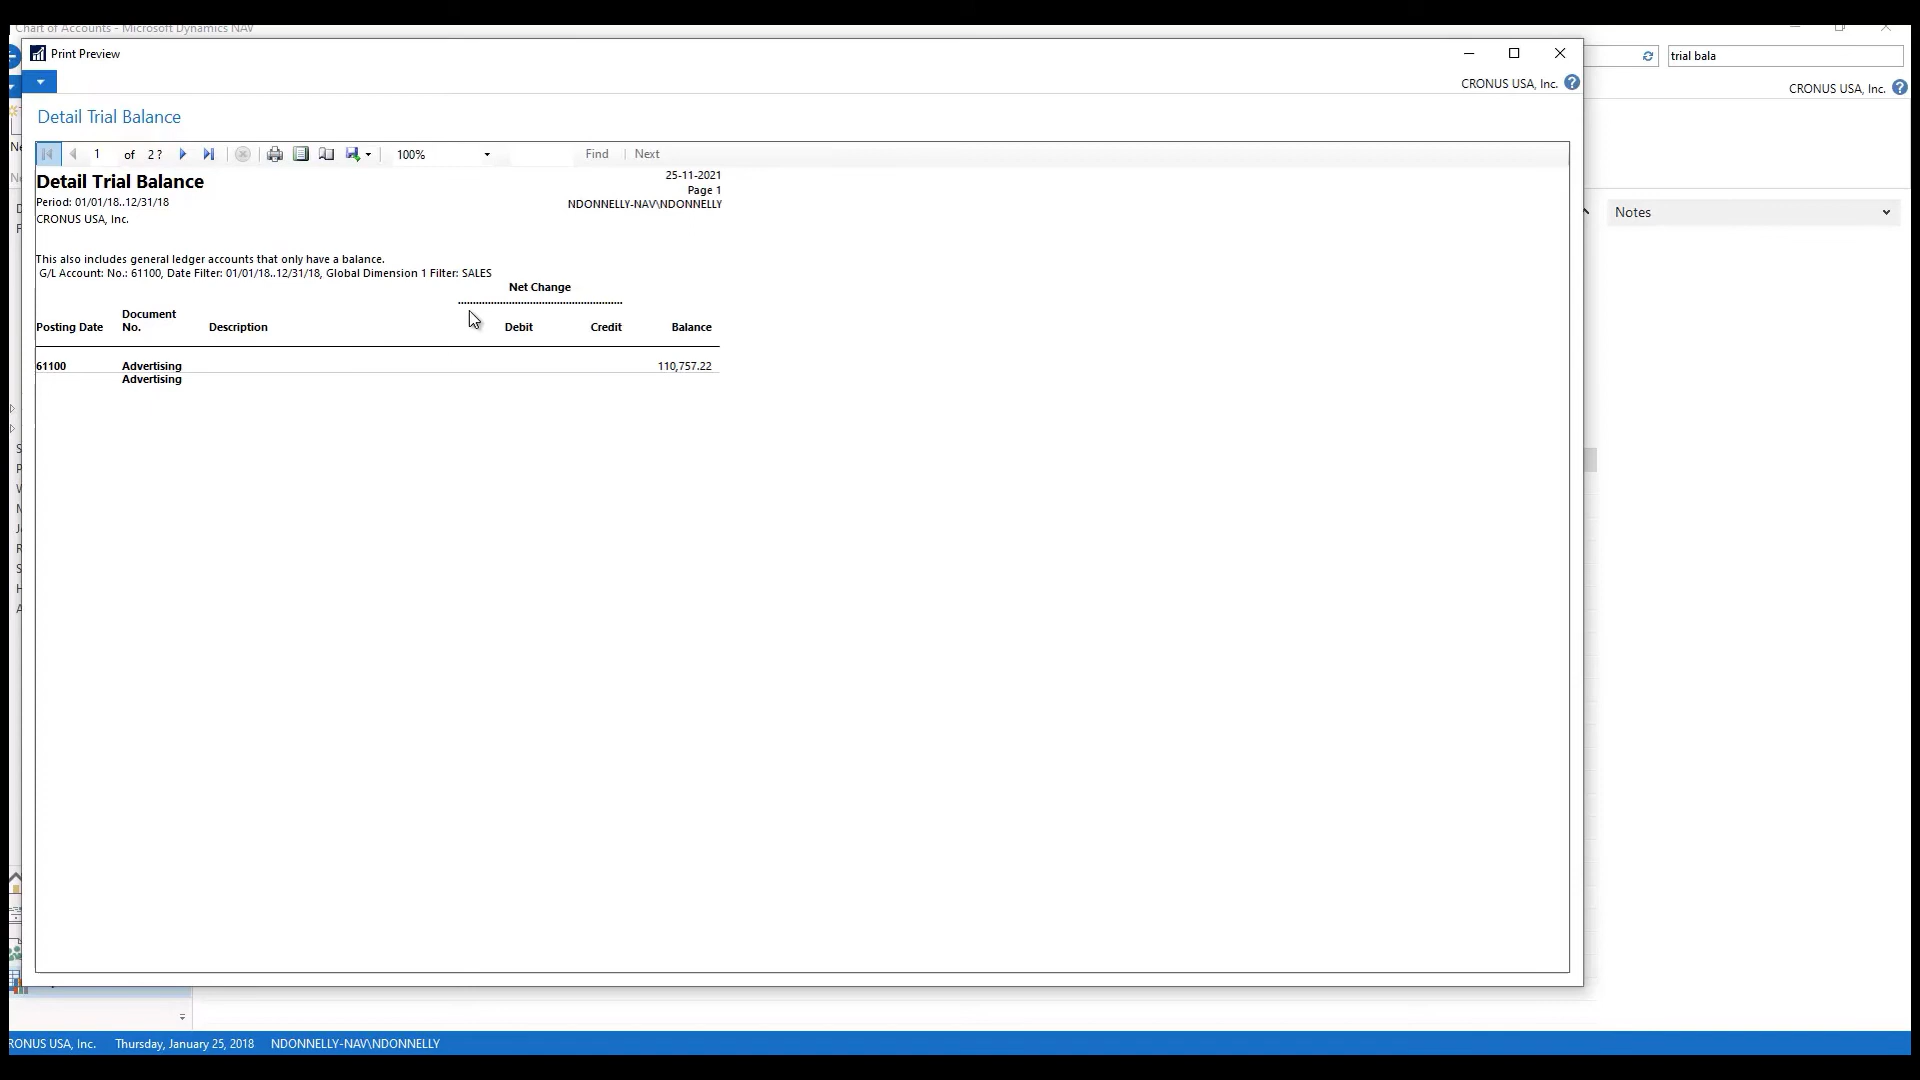 Chart of Accounts - Microsoft Dynamics NAV
Print Preview
trial bala
CRONUS USA, Inc.
CRONUS USA, Inc.
Detail Trial Balance
1 of 2 ? 100% Find Next
Detail Trial Balance
25-11-2021
Page 1
Period: 01/01/18..12/31/18
NDONNELLY-NAV\NDONNELLY
CRONUS USA, Inc.
Notes
This also includes general ledger accounts that only have a balance.
G/L Account: No.: 61100, Date Filter: 01/01/18..12/31/18, Global Dimension 1 Filter: SALES
Net Change
Document
Posting Date No. Description Debit Credit Balance
61100 Advertising 110,757.22
Advertising
RONUS USA, Inc. Thursday, January 25, 2018 NDONNELLY-NAV\NDONNELLY